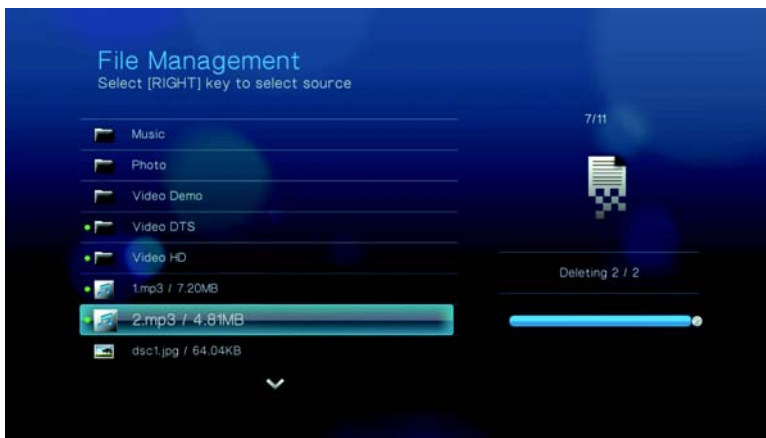 File Management
Select [RIGHT] key to select source
7/11
Music
Photo
Video Demo
Video DTS
Video HD
Deleting 2 / 2
1.mp3 / 7.20MB
2.mp3 / 4.81MB
dsc1.jpg / 64.04KB